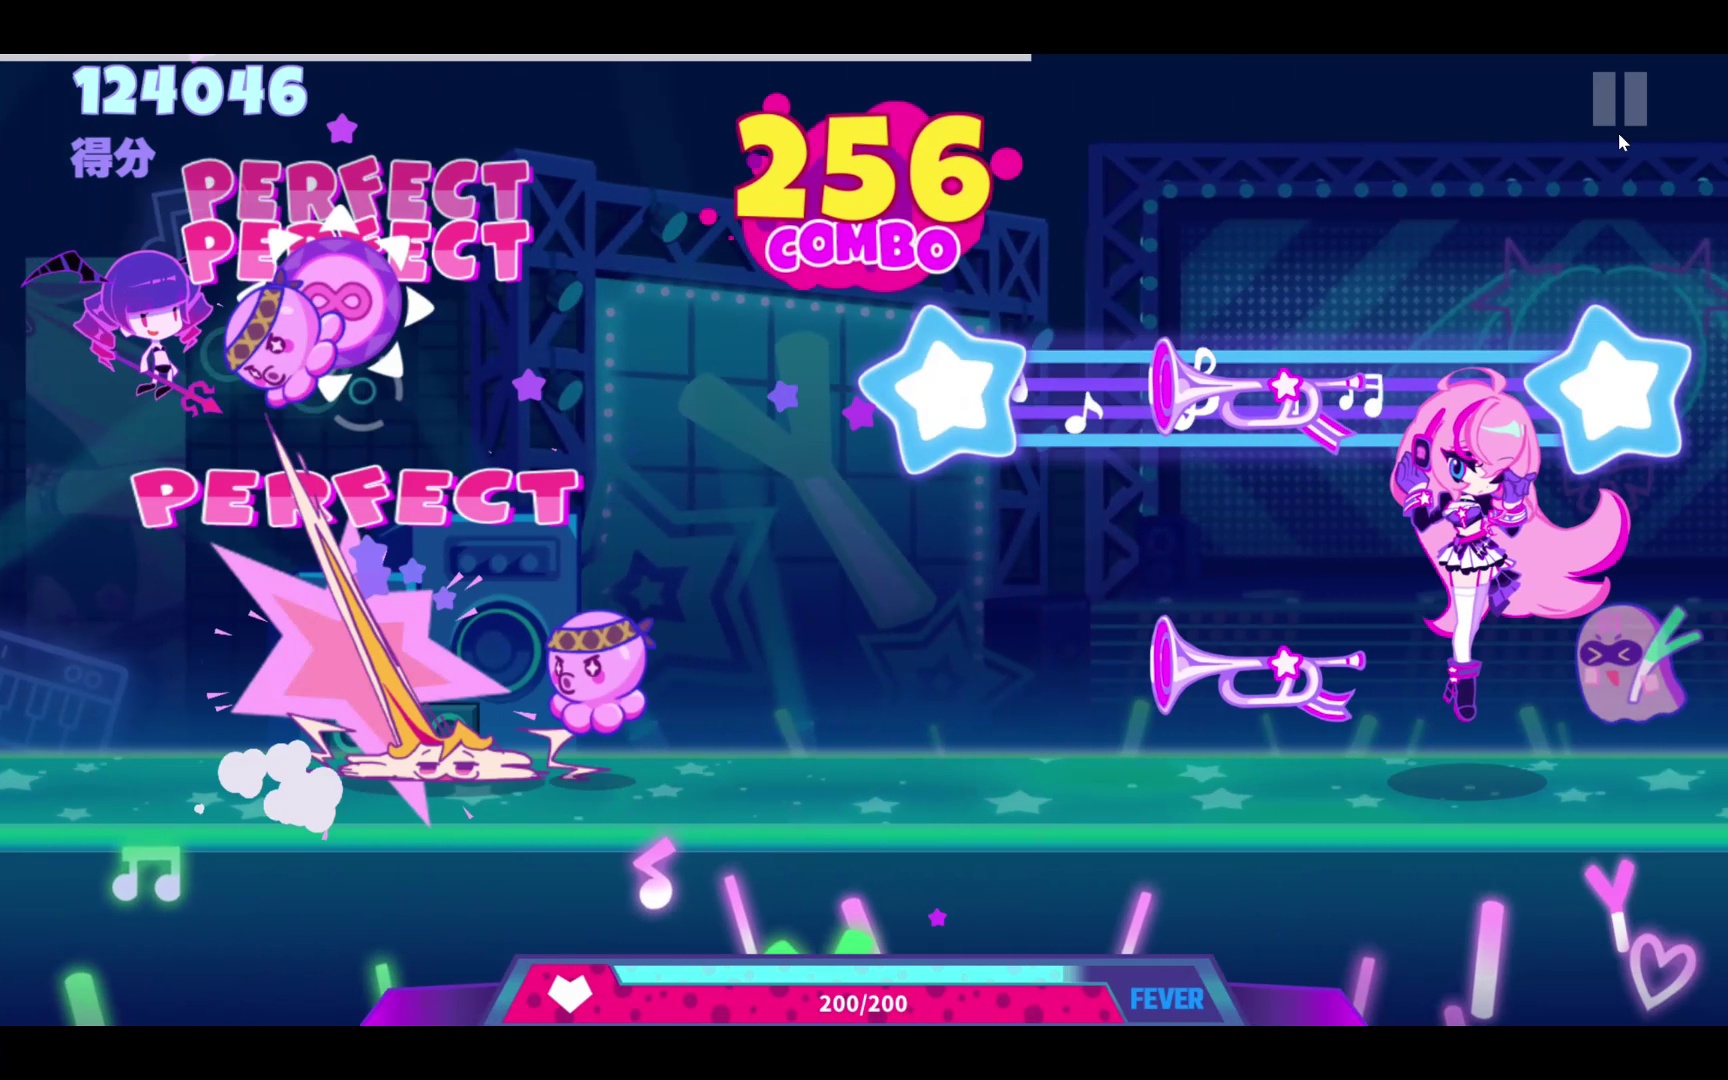 124046
得分
256
COMBO
PERFECT
PERFECT
PERFECT
200/200
FEVER